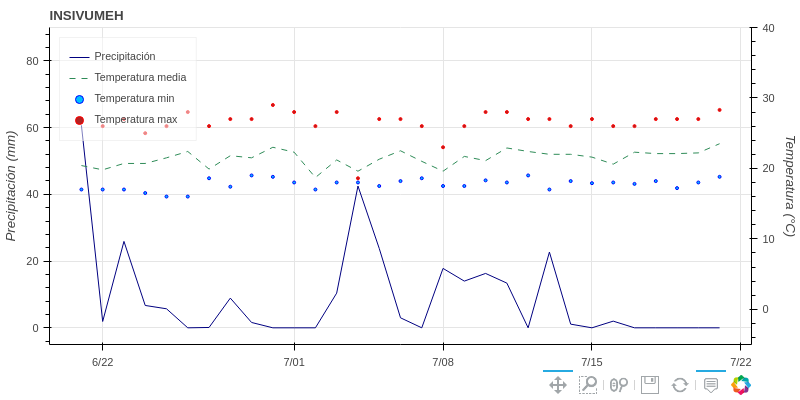 INSIVUMEH
Precipitación
Temperatura media
Temperatura min
Temperatura max
Precipitación (mm)
80
60
40
20
0
Temperatura (°C)
40
30
20
10
0
6/22
7/01
7/08
7/15
7/22